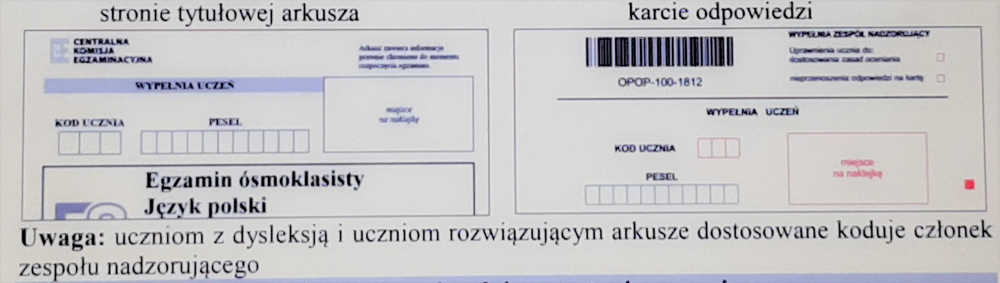 stronie tytułowej arkusza
CENTRALNA
KOMISJA
EGZAMINACYJNA
Arkusz zawiera informacje
prawnie chronione do momentu
rozpoczęcia egzaminu.
WYPEŁNIA UCZEŃ
KOD UCZNIA PESEL
miejsce
na naklejkę
Egzamin ósmoklasisty
Język polski
karcie odpowiedzi
OPOP-100-1812
WYPEŁNIA ZESPÓŁ NADZORUJĄCY
Uprawnienia ucznia do:
dostosowania zasad oceniania
nieprzenoszenia odpowiedzi na kartę
WYPEŁNIA UCZEŃ
KOD UCZNIA
PESEL
miejsce
na naklejkę
Uwaga: uczniom z dysleksją i uczniom rozwiązującym arkusze dostosowane koduje członek
zespołu nadzorującego